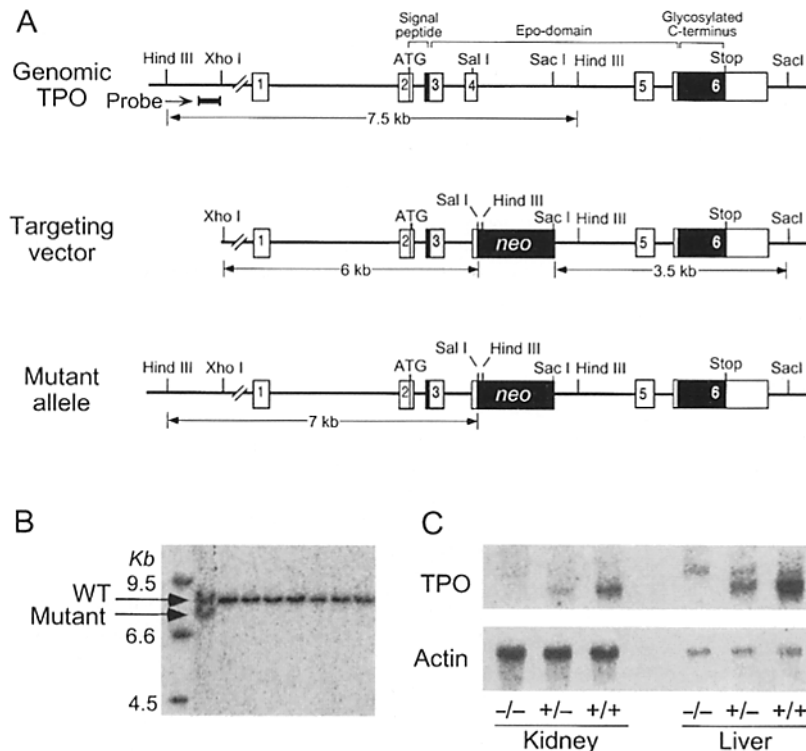 A
Signal peptide
Epo-domain
Glycosylated C-terminus
Hind III Xho I ATG Sal I Sac I Hind III Stop SacI
Genomic TPO
1 2 3 4 5 6
Probe
7.5 kb
Sal I Hind III
Xho I ATG Sac I Hind III Stop SacI
Targeting vector
1 2 3 neo 5 6
6 kb 3.5 kb
Sal I Hind III
Hind III Xho I ATG Sac I Hind III Stop SacI
Mutant allele
1 2 3 neo 5 6
7 kb
B
Kb
9.5
WT
Mutant
6.6
4.5
C
TPO
Actin
–/– +/– +/+ –/– +/– +/+
Kidney Liver